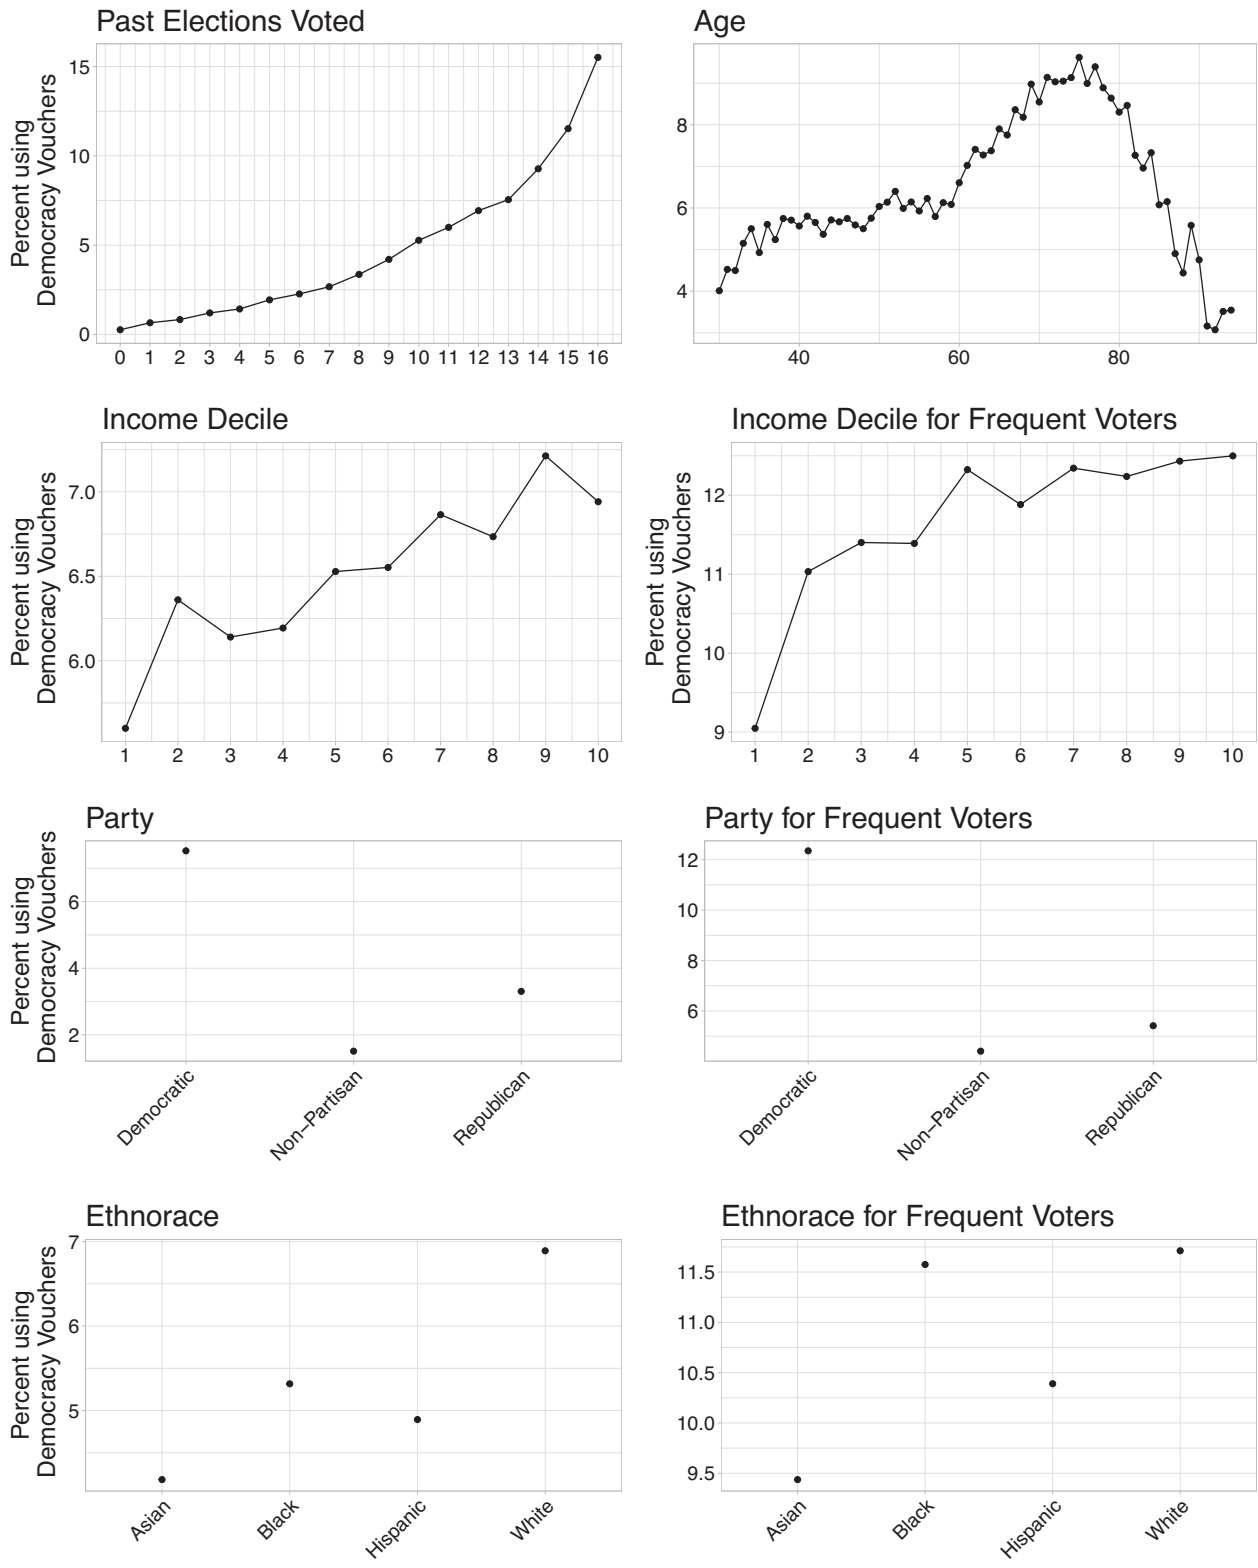 Past Elections Voted
Percent using
Democracy Vouchers
15
10
5
0
0 1 2 3 4 5 6 7 8 9 10 11 12 13 14 15 16
Age
8
6
4
40 60 80
Income Decile
Percent using
Democracy Vouchers
7.0
6.5
6.0
1 2 3 4 5 6 7 8 9 10
Income Decile for Frequent Voters
Percent using
Democracy Vouchers
12
11
10
9
1 2 3 4 5 6 7 8 9 10
Party
Percent using
Democracy Vouchers
6
4
2
Democratic
Non−Partisan
Republican
Party for Frequent Voters
12
10
8
6
Democratic
Non−Partisan
Republican
Ethnorace
Percent using
Democracy Vouchers
7
6
5
Asian
Black
Hispanic
White
Ethnorace for Frequent Voters
11.5
11.0
10.5
10.0
9.5
Asian
Black
Hispanic
White